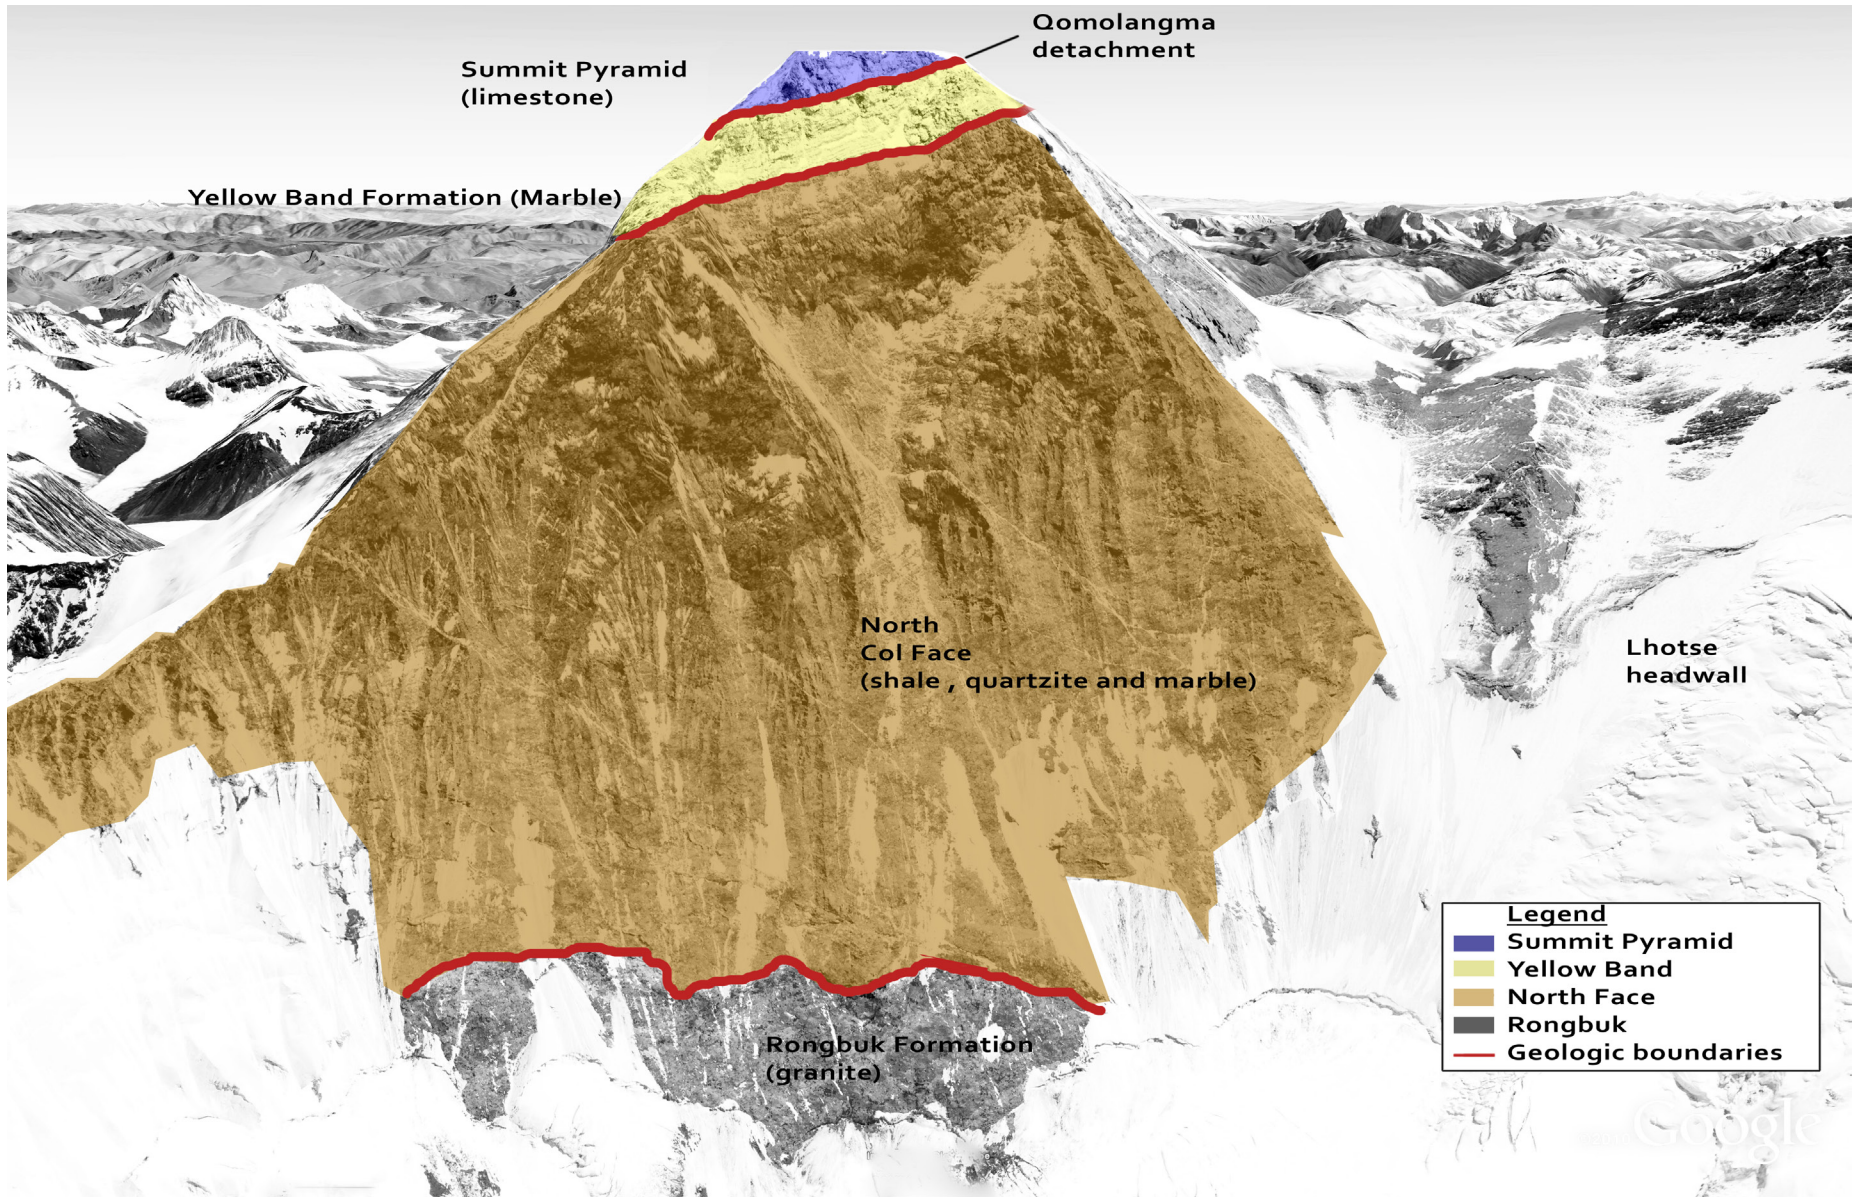 Qomolangma
detachment
Summit Pyramid
(limestone)
Yellow Band Formation (Marble)
North
Col Face
(shale , quartzite and marble)
Lhotse
headwall
Rongbuk Formation
(granite)
Legend
Summit Pyramid
Yellow Band
North Face
Rongbuk
Geologic boundaries
Google